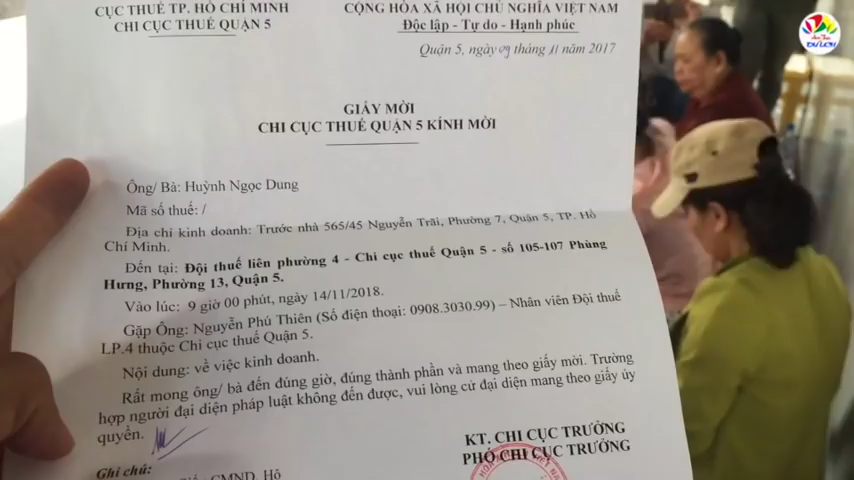 CỤC THUẾ TP. HỒ CHÍ MINH
CHI CỤC THUẾ QUẬN 5
CỘNG HÒA XÃ HỘI CHỦ NGHĨA VIỆT NAM
Độc lập - Tự do - Hạnh phúc
Quận 5, ngày 09 tháng 11 năm 2017
GIẤY MỜI
CHI CỤC THUẾ QUẬN 5 KÍNH MỜI
Ông/ Bà: Huỳnh Ngọc Dung
Mã số thuế: /
Địa chỉ kinh doanh: Trước nhà 565/45 Nguyễn Trãi, Phường 7, Quận 5, TP. Hồ
Chí Minh.
Đến tại: Đội thuế liên phường 4 - Chi cục thuế Quận 5 - số 105-107 Phùng
Hưng, Phường 13, Quận 5.
Vào lúc: 9 giờ 00 phút, ngày 14/11/2018.
Gặp Ông: Nguyễn Phú Thiên (Số điện thoại: 0908.3030.99) – Nhân viên Đội thuế
LP.4 thuộc Chi cục thuế Quận 5.
Nội dung: về việc kinh doanh.
Rất mong ông/ bà đến đúng giờ, đúng thành phần và mang theo giấy mời. Trường
hợp người đại diện pháp luật không đến được, vui lòng cử đại diện mang theo giấy ủy
quyền.
KT. CHI CỤC TRƯỞNG
PHÓ CHI CỤC TRƯỞNG
Ghi chú:
CMND, Hộ
Ẩm Thực
DU LỊCH